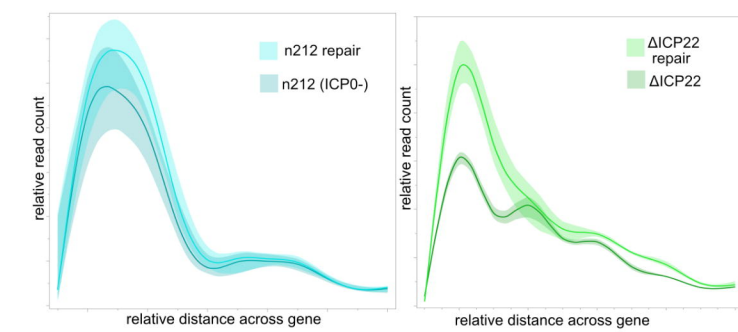 n212 repair
n212 (ICP0-)
relative read count
relative distance across gene
ΔICP22
repair
ΔICP22
relative read count
relative distance across gene